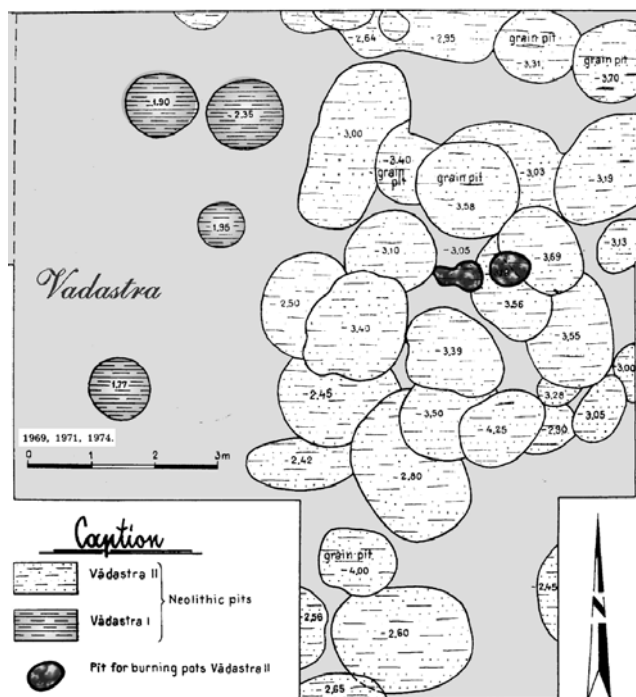 -2,64
-2,95
grain pit
-3,31
grain pit
-3,70
-1,90
-2,35
-3,00
-3,40
grain
pit
grain pit
3,58
-3,03
-3,19
1,95
-3,10
-3,05
-3,69
-3,13
Vadastra
2,50
3,56
-3,40
-3,39
3,55
-3,00
1,77
-2,45
3,28
3,50
-3,05
-4,25
-2,90
1969, 1971, 1974.
-2,42
-2,80
0 1 2 3m
Caption
grain pit
-4,00
Vădastra II
Neolithic pits
Vădastra I
-2,56
-2,60
-2,45
N
Pit for burning pots Vădastra II
2,65